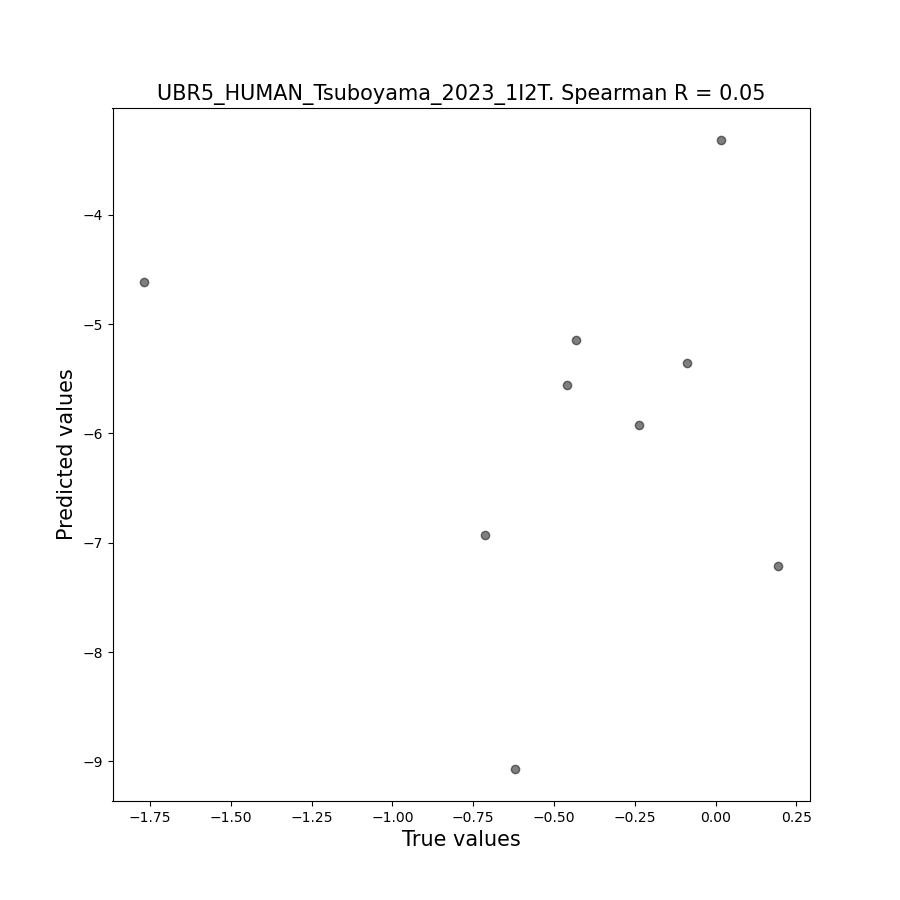 UBR5_HUMAN_Tsuboyama_2023_1I2T. Spearman R = 0.05
Predicted values
−4
−5
−6
−7
−8
−9
−1.75 −1.50 −1.25 −1.00 −0.75 −0.50 −0.25 0.00 0.25
True values